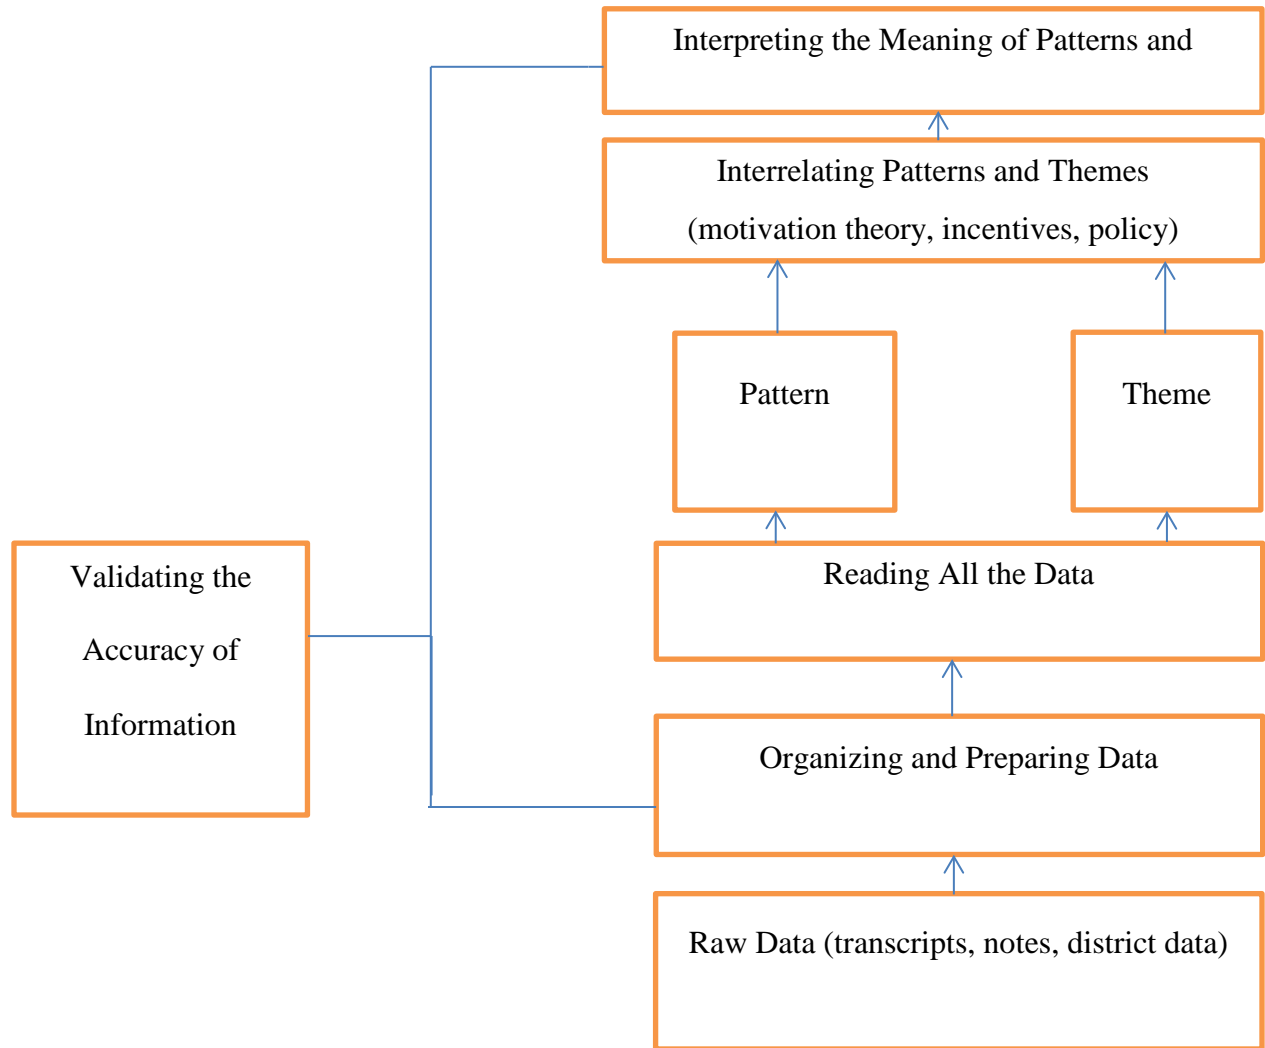 Interpreting the Meaning of Patterns and
Interrelating Patterns and Themes
(motivation theory, incentives, policy)
Pattern
Theme
Validating the
Accuracy of
Information
Reading All the Data
Organizing and Preparing Data
Raw Data (transcripts, notes, district data)